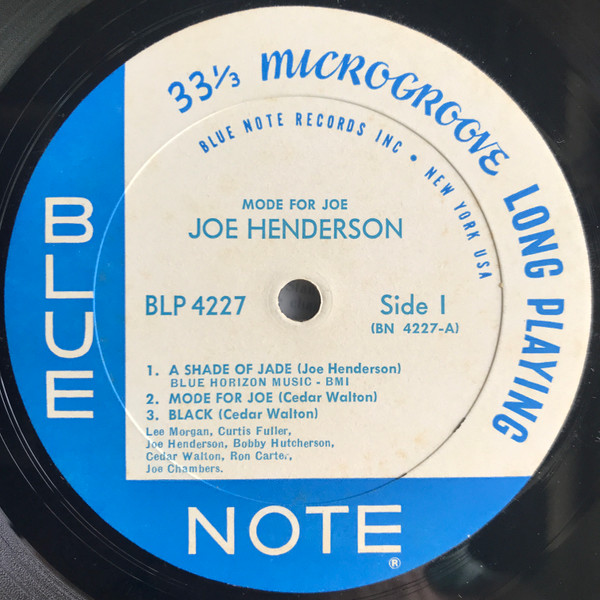 33⅓ MICROGROOVE LONG PLAYING
BLUE NOTE RECORDS INC • NEW YORK USA
MODE FOR JOE
JOE HENDERSON
BLP 4227
Side 1
(BN 4227-A)
1. A SHADE OF JADE (Joe Henderson)
BLUE HORIZON MUSIC - BMI
2. MODE FOR JOE (Cedar Walton)
3. BLACK (Cedar Walton)
Lee Morgan, Curtis Fuller,
Joe Henderson, Bobby Hutcherson,
Cedar Walton, Ron Carter,
Joe Chambers.
BLUE
NOTE®